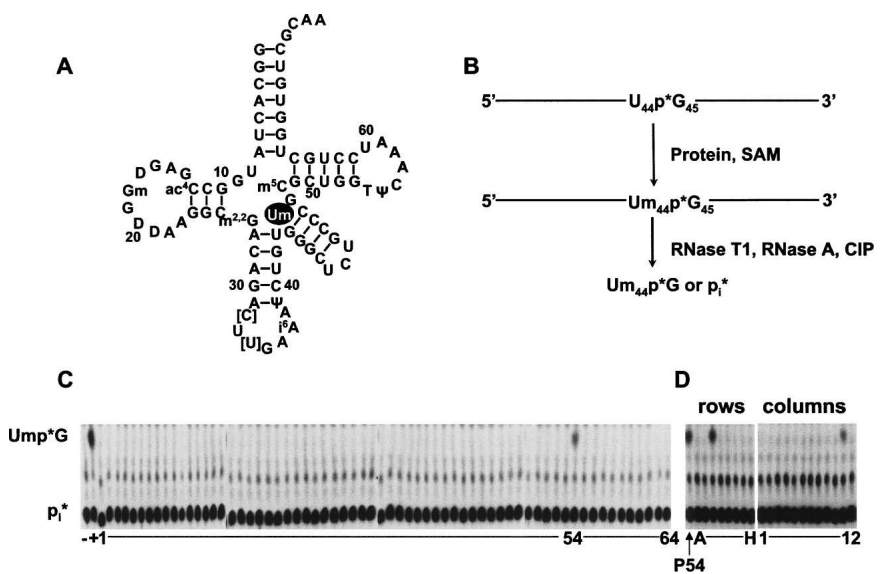 A
C A A
G
G–C
G–U
C–G
A–U
C–G
U–G
A–U
60
U A A A C Ψ T
C G U C C
G C U G G
m⁵C
50
10
U
G G
ac⁴C C G
G A G
D
Gm
G
20
D
D A A
G G C
m²,²G
Um
G
C C C G U C U
G G G
A–U
C–G
A–U
G–C
30
40
A–Ψ
[C]
A
U
i⁶A
[U]
G A
B
5’ U₄₄p*G₄₅ 3’
Protein, SAM
5’ Um₄₄p*G₄₅ 3’
RNase T1, RNase A, CIP
Um₄₄p*G or pᵢ*
C
Ump*G
pᵢ*
-+1 54 64
D
rows columns
A H 1 12
P54